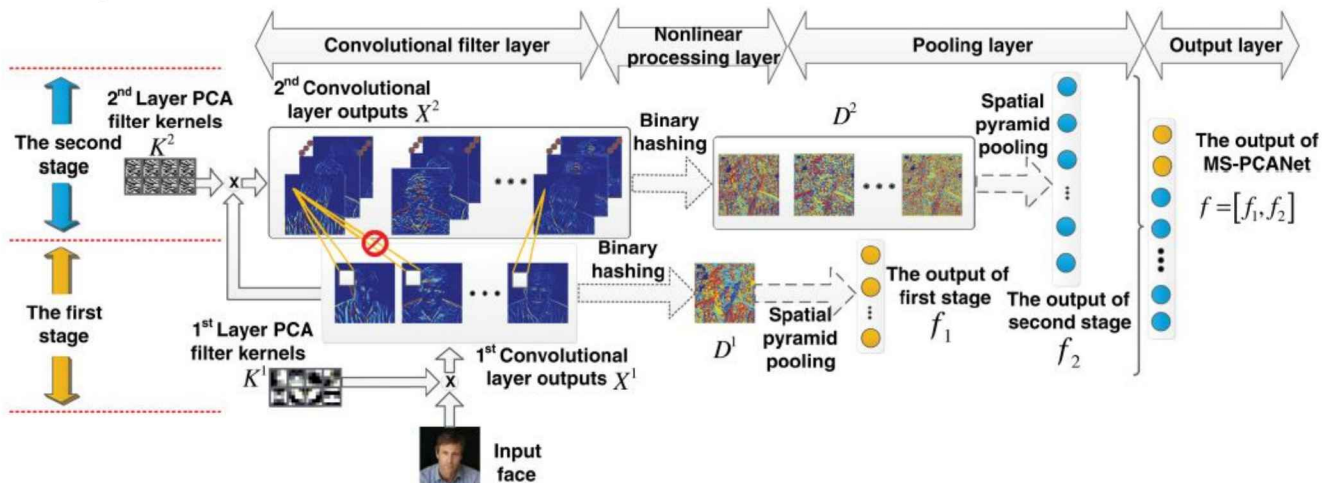 Convolutional filter layer
Nonlinear
processing layer
Pooling layer
Output layer
2nd Layer PCA
filter kernels
K²
The second
stage
x
2nd Convolutional
layer outputs X²
Binary
hashing
D²
Spatial
pyramid
pooling
The output of
MS-PCANet
f = [f₁, f₂]
The first
stage
1st Layer PCA
filter kernels
K¹
x
1st Convolutional
layer outputs X¹
Binary
hashing
D¹
Spatial
pyramid
pooling
The output of
first stage
f₁
The output of
second stage
f₂
Input
face